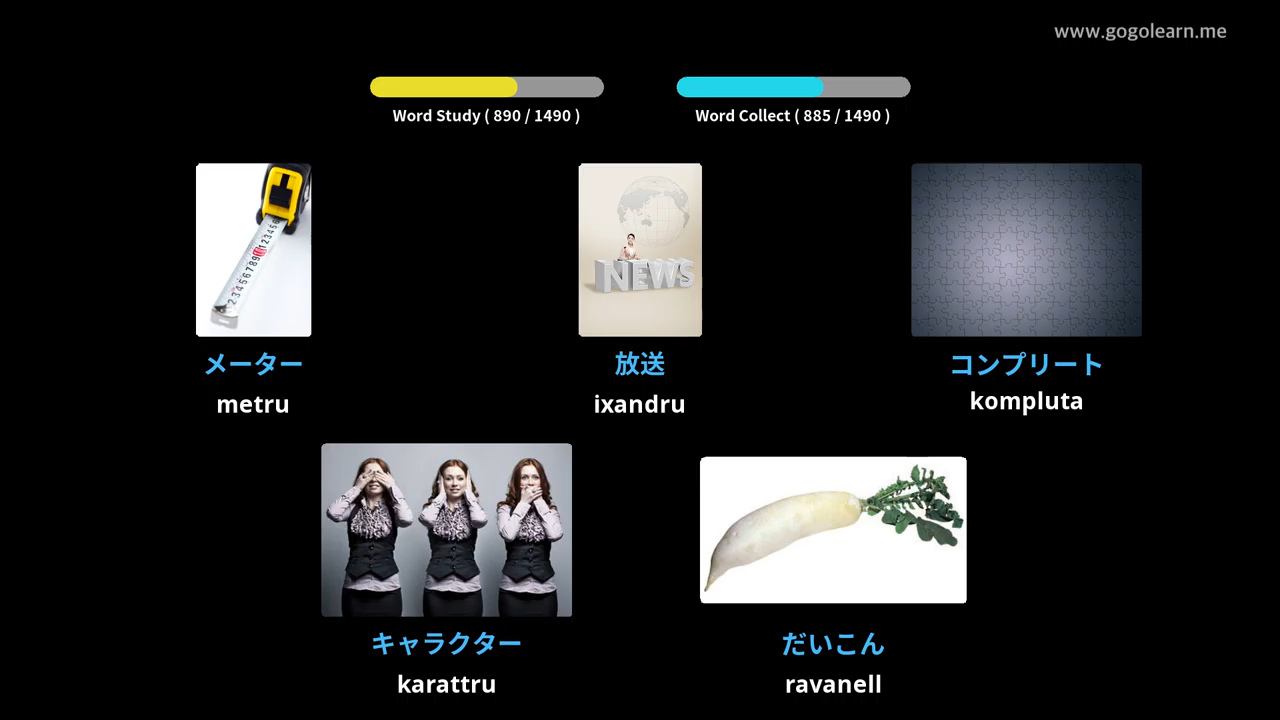 www.gogolearn.me
Word Study ( 890 / 1490 )
Word Collect ( 885 / 1490 )
NEWS
メーター
metru
放送
ixandru
コンプリート
kompluta
キャラクター
karattru
だいこん
ravanell